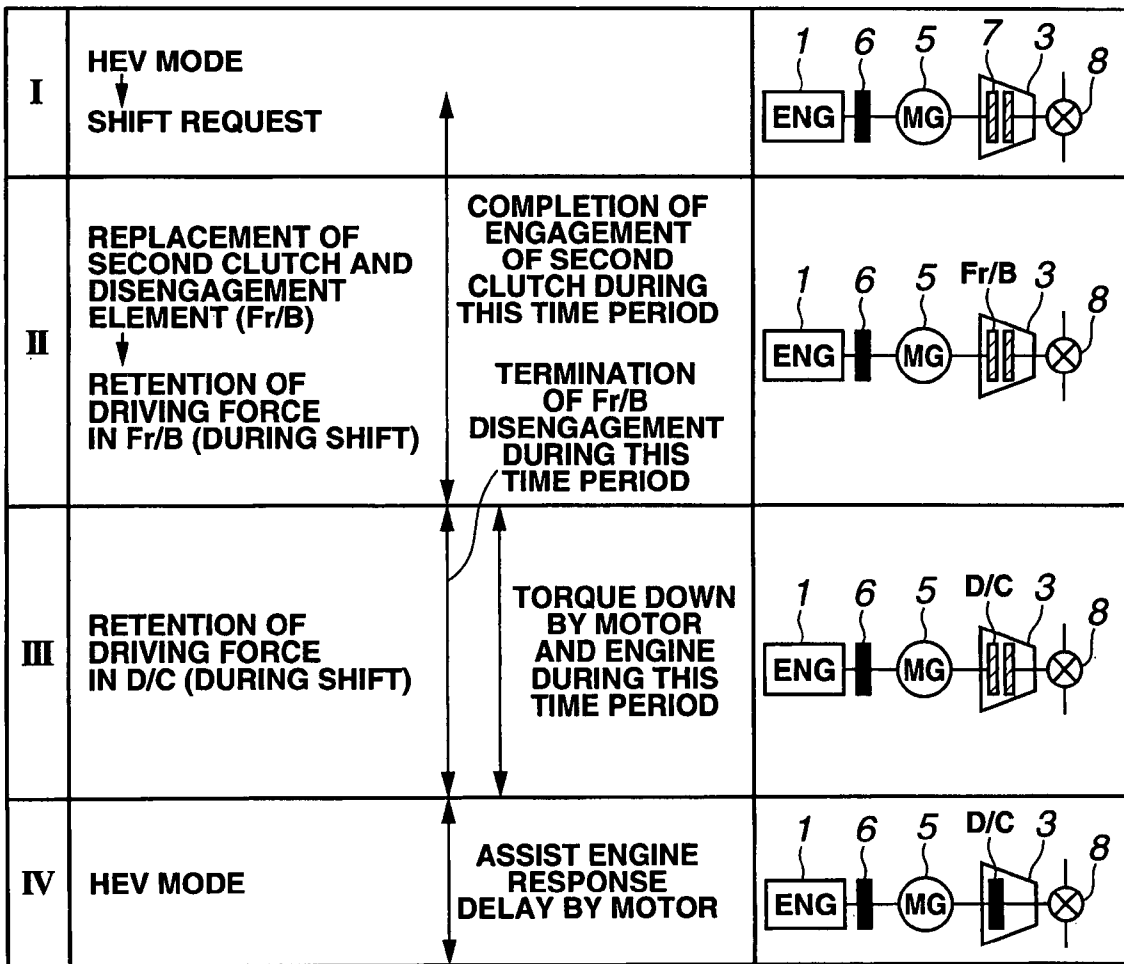 I
HEV MODE
SHIFT REQUEST
1 6 5 7 3 8
ENG MG
II
REPLACEMENT OF
SECOND CLUTCH AND
DISENGAGEMENT
ELEMENT (Fr/B)
RETENTION OF
DRIVING FORCE
IN Fr/B (DURING SHIFT)
COMPLETION OF
ENGAGEMENT
OF SECOND
CLUTCH DURING
THIS TIME PERIOD
TERMINATION
OF Fr/B
DISENGAGEMENT
DURING THIS
TIME PERIOD
1 6 5 Fr/B 3 8
ENG MG
III
RETENTION OF
DRIVING FORCE
IN D/C (DURING SHIFT)
TORQUE DOWN
BY MOTOR
AND ENGINE
DURING THIS
TIME PERIOD
1 6 5 D/C 3 8
ENG MG
IV
HEV MODE
ASSIST ENGINE
RESPONSE
DELAY BY MOTOR
1 6 5 D/C 3 8
ENG MG